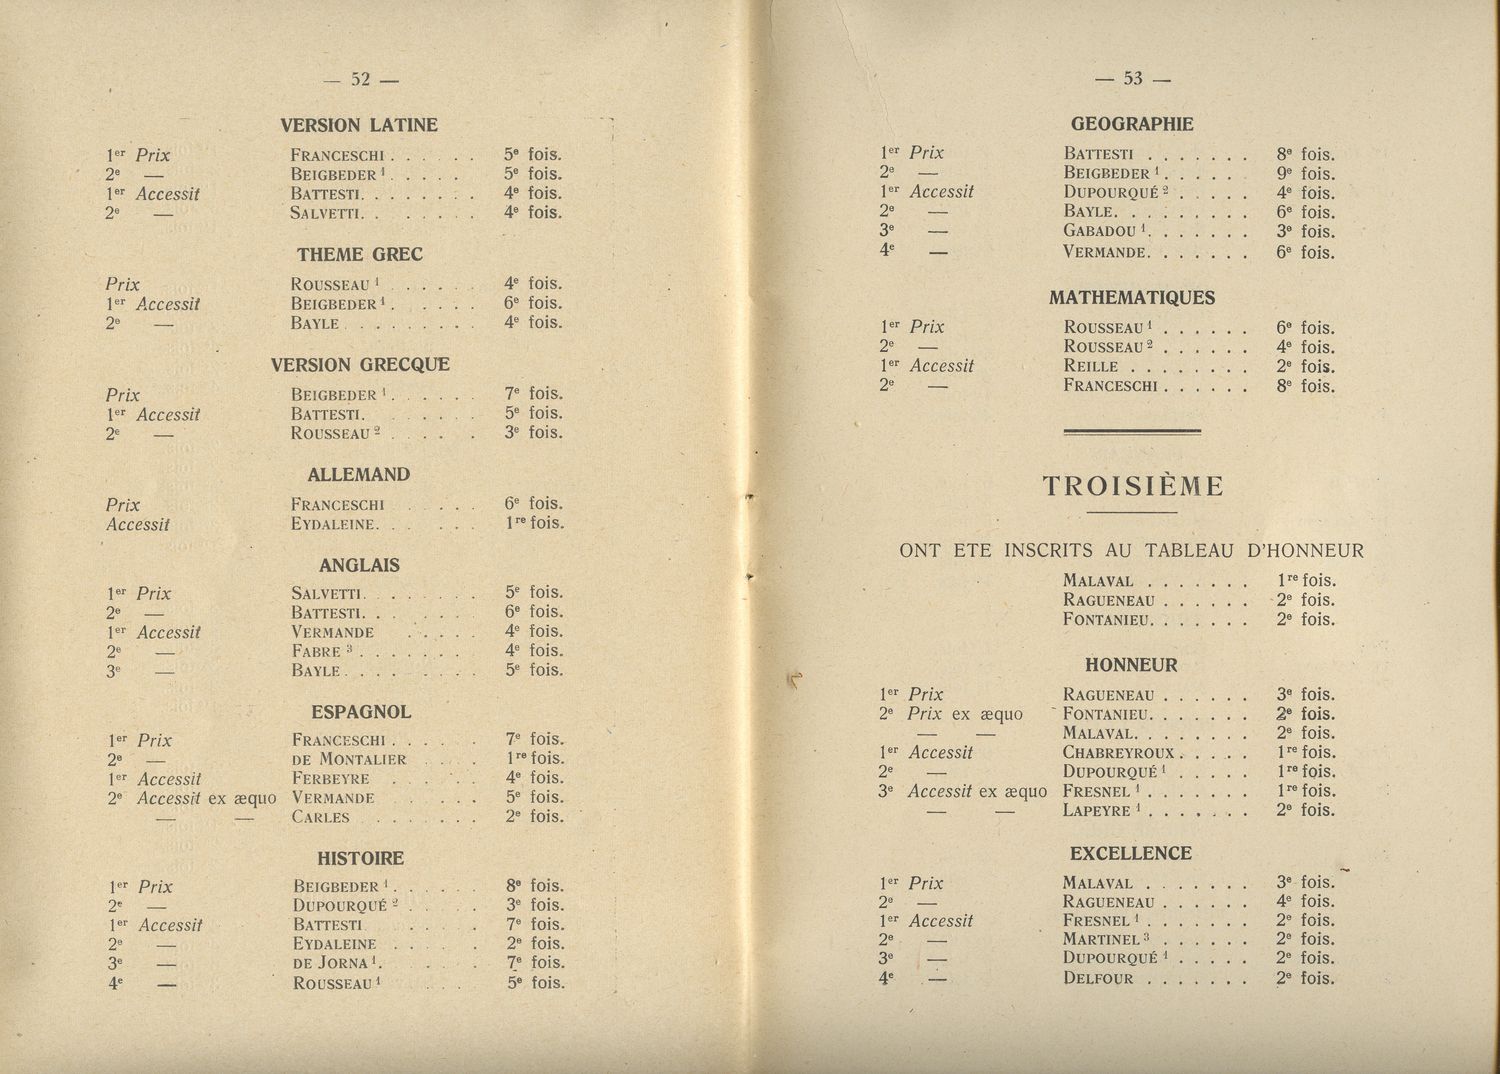 — 52 —
VERSION LATINE
1er Prix FRANCESCHI . . . . . . 5e fois.
2e — BEIGBEDER 1 . . . . . 5e fois.
1er Accessit BATTESTI. . . . . . . . 4e fois.
2e — SALVETTI. . . . . . . 4e fois.
THEME GREC
Prix ROUSSEAU 1 . . . . . . 4e fois.
1er Accessit BEIGBEDER 1 . . . . . 6e fois.
2e — BAYLE . . . . . . . . . 4e fois.
VERSION GRECQUE
Prix BEIGBEDER 1 . . . . . . 7e fois.
1er Accessit BATTESTI. . . . . . 5e fois.
2e — ROUSSEAU 2 . . . . . 3e fois.
ALLEMAND
Prix FRANCESCHI . . . . . 6e fois.
Accessit EYDALEINE. . . . . . 1re fois.
ANGLAIS
1er Prix SALVETTI. . . . . . . . 5e fois.
2e — BATTESTI. . . . . . . 6e fois.
1er Accessit VERMANDE . . . . . 4e fois.
2e — FABRE 3 . . . . . . . 4e fois.
3e — BAYLE . . . . . . . . . 5e fois.
ESPAGNOL
1er Prix FRANCESCHI . . . . . 7e fois.
2e — DE MONTALIER . . . . 1re fois.
1er Accessit FERBEYRE . . . . . 4e fois.
2e Accessit ex æquo VERMANDE . . . . 5e fois.
— — CARLES . . . . . . . 2e fois.
HISTOIRE
1er Prix BEIGBEDER 1 . . . . . . 8e fois.
2e — DUPOURQUÉ 2 . . . . 3e fois.
1er Accessit BATTESTI . . . . . 7e fois.
2e — EYDALEINE . . . . 2e fois.
3e — DE JORNA 1. . . . . 7e fois.
4e — ROUSSEAU 1 . . . 5e fois.
— 53 —
GEOGRAPHIE
1er Prix BATTESTI . . . . . . . 8e fois.
2e — BEIGBEDER 1 . . . . . 9e fois.
1er Accessit DUPOURQUÉ 2 . . . . . 4e fois.
2e — BAYLE. . . . . . . . . 6e fois.
3e — GABADOU 1. . . . . . . 3e fois.
4e — VERMANDE. . . . . . . 6e fois.
MATHEMATIQUES
1er Prix ROUSSEAU 1 . . . . . . 6e fois.
2e — ROUSSEAU 2 . . . . . . 4e fois.
1er Accessit REILLE . . . . . . . . 2e fois.
2e — FRANCESCHI . . . . . . 8e fois.
TROISIÈME
ONT ETE INSCRITS AU TABLEAU D'HONNEUR
MALAVAL . . . . . . . 1re fois.
RAGUENEAU . . . . . . 2e fois.
FONTANIEU. . . . . . . 2e fois.
HONNEUR
1er Prix RAGUENEAU . . . . . . 3e fois.
2e Prix ex æquo FONTANIEU. . . . . . . 2e fois.
— — MALAVAL. . . . . . . . 2e fois.
1er Accessit CHABREYROUX . . . . . 1re fois.
2e — DUPOURQUÉ 1 . . . . . 1re fois.
3e Accessit ex æquo FRESNEL 1 . . . . . . . 1re fois.
— — LAPEYRE 1 . . . . . . . 2e fois.
EXCELLENCE
1er Prix MALAVAL . . . . . . . 3e fois.
2e — RAGUENEAU . . . . . . 4e fois.
1er Accessit FRESNEL 1 . . . . . . . 2e fois.
2e — MARTINEL 3 . . . . . . 2e fois.
3e — DUPOURQUÉ 1 . . . . . 2e fois.
4e — DELFOUR . . . . . . . 2e fois.